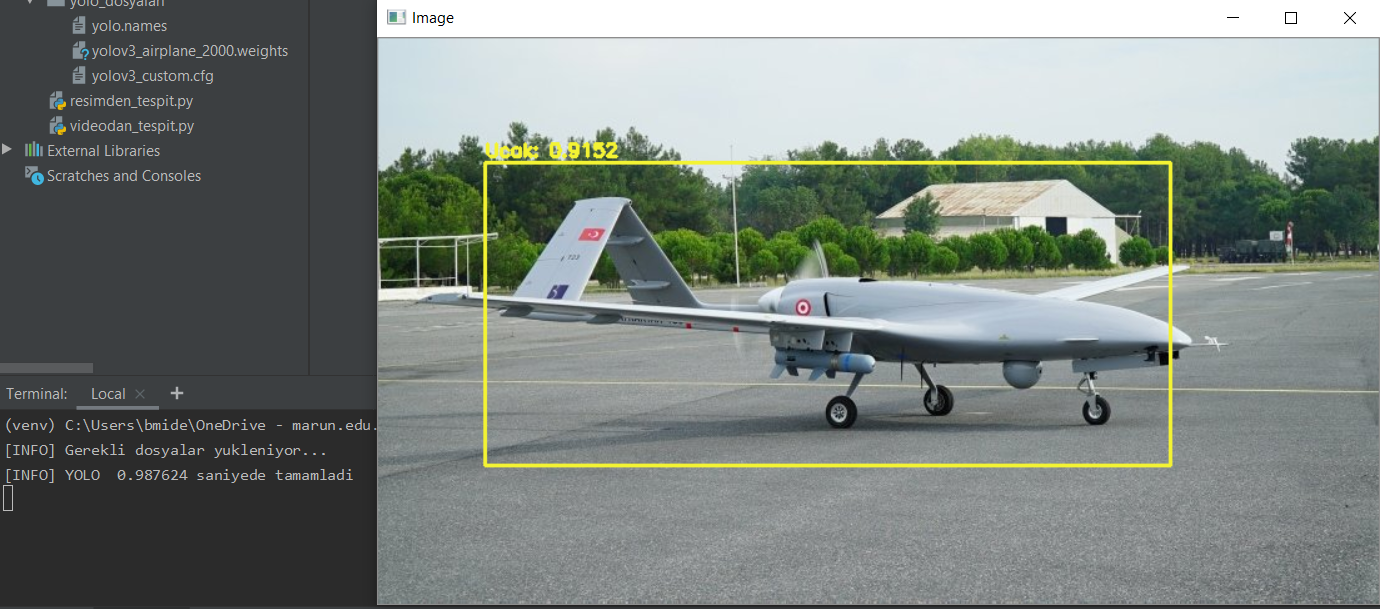 yolo_dosyalari
yolo.names
yolov3_airplane_2000.weights
yolov3_custom.cfg
resimden_tespit.py
videodan_tespit.py
External Libraries
Scratches and Consoles
Terminal: Local
(venv) C:\Users\bmide\OneDrive - marun.edu.
[INFO] Gerekli dosyalar yukleniyor...
[INFO] YOLO 0.987624 saniyede tamamladi
Image
Ucak: 0.9152